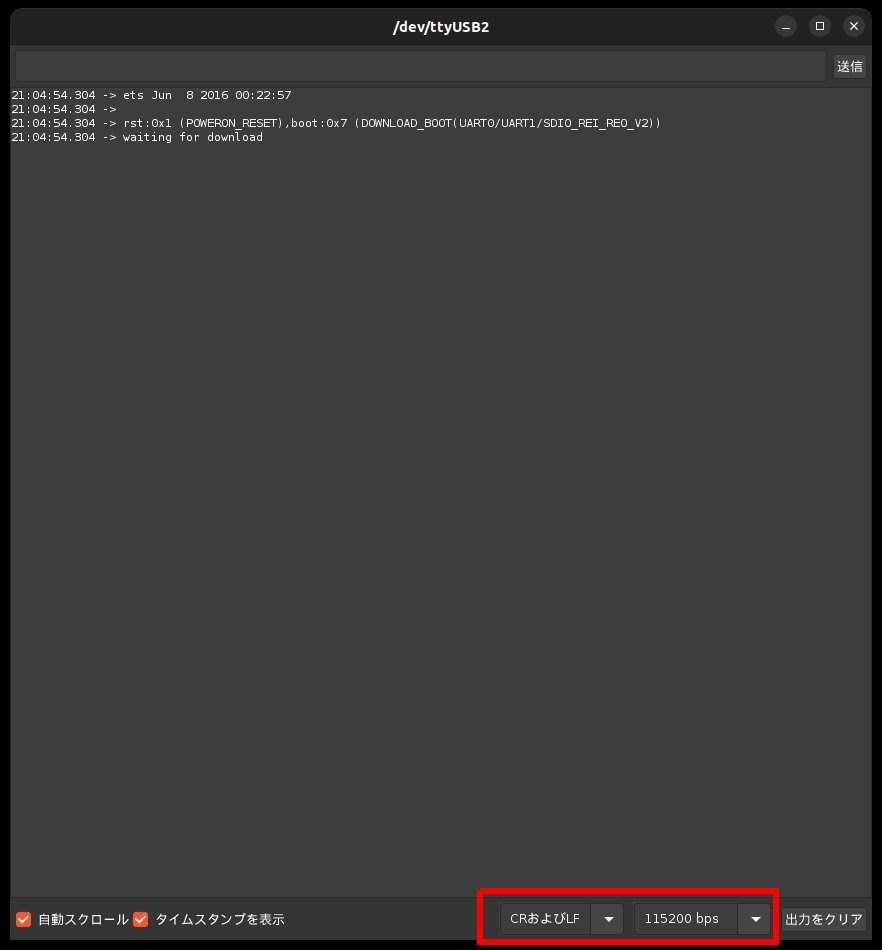 /dev/ttyUSB2
送信
21:04:54.304 -> ets Jun  8 2016 00:22:57
21:04:54.304 ->
21:04:54.304 -> rst:0x1 (POWERON_RESET),boot:0x7 (DOWNLOAD_BOOT(UART0/UART1/SDIO_REI_REO_V2))
21:04:54.304 -> waiting for download
自動スクロール タイムスタンプを表示 CRおよびLF 115200 bps 出力をクリア